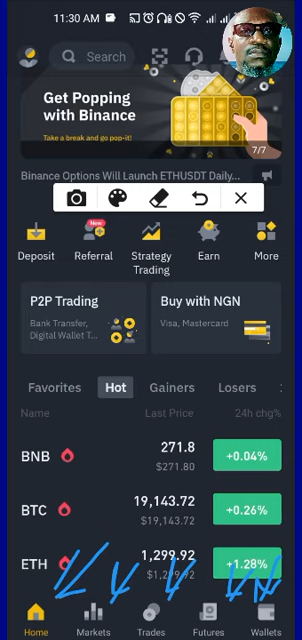 11:30 AM
Search
Get Popping
with Binance
Take a break and go pop-it!
7/7
Binance Options Will Launch ETHUSDT Daily...
New
Deposit
Referral
Strategy
Trading
Earn
More
P2P Trading
Bank Transfer,
Digital Wallet T...
Buy with NGN
Visa, Mastercard
Favorites Hot Gainers Losers
Name Last Price 24h chg%
BNB 271.8 +0.04%
$271.80
BTC 19,143.72 +0.26%
$19,143.72
ETH 1,299.92 +1.28%
$1,299.92
Home Markets Trades Futures Wallets